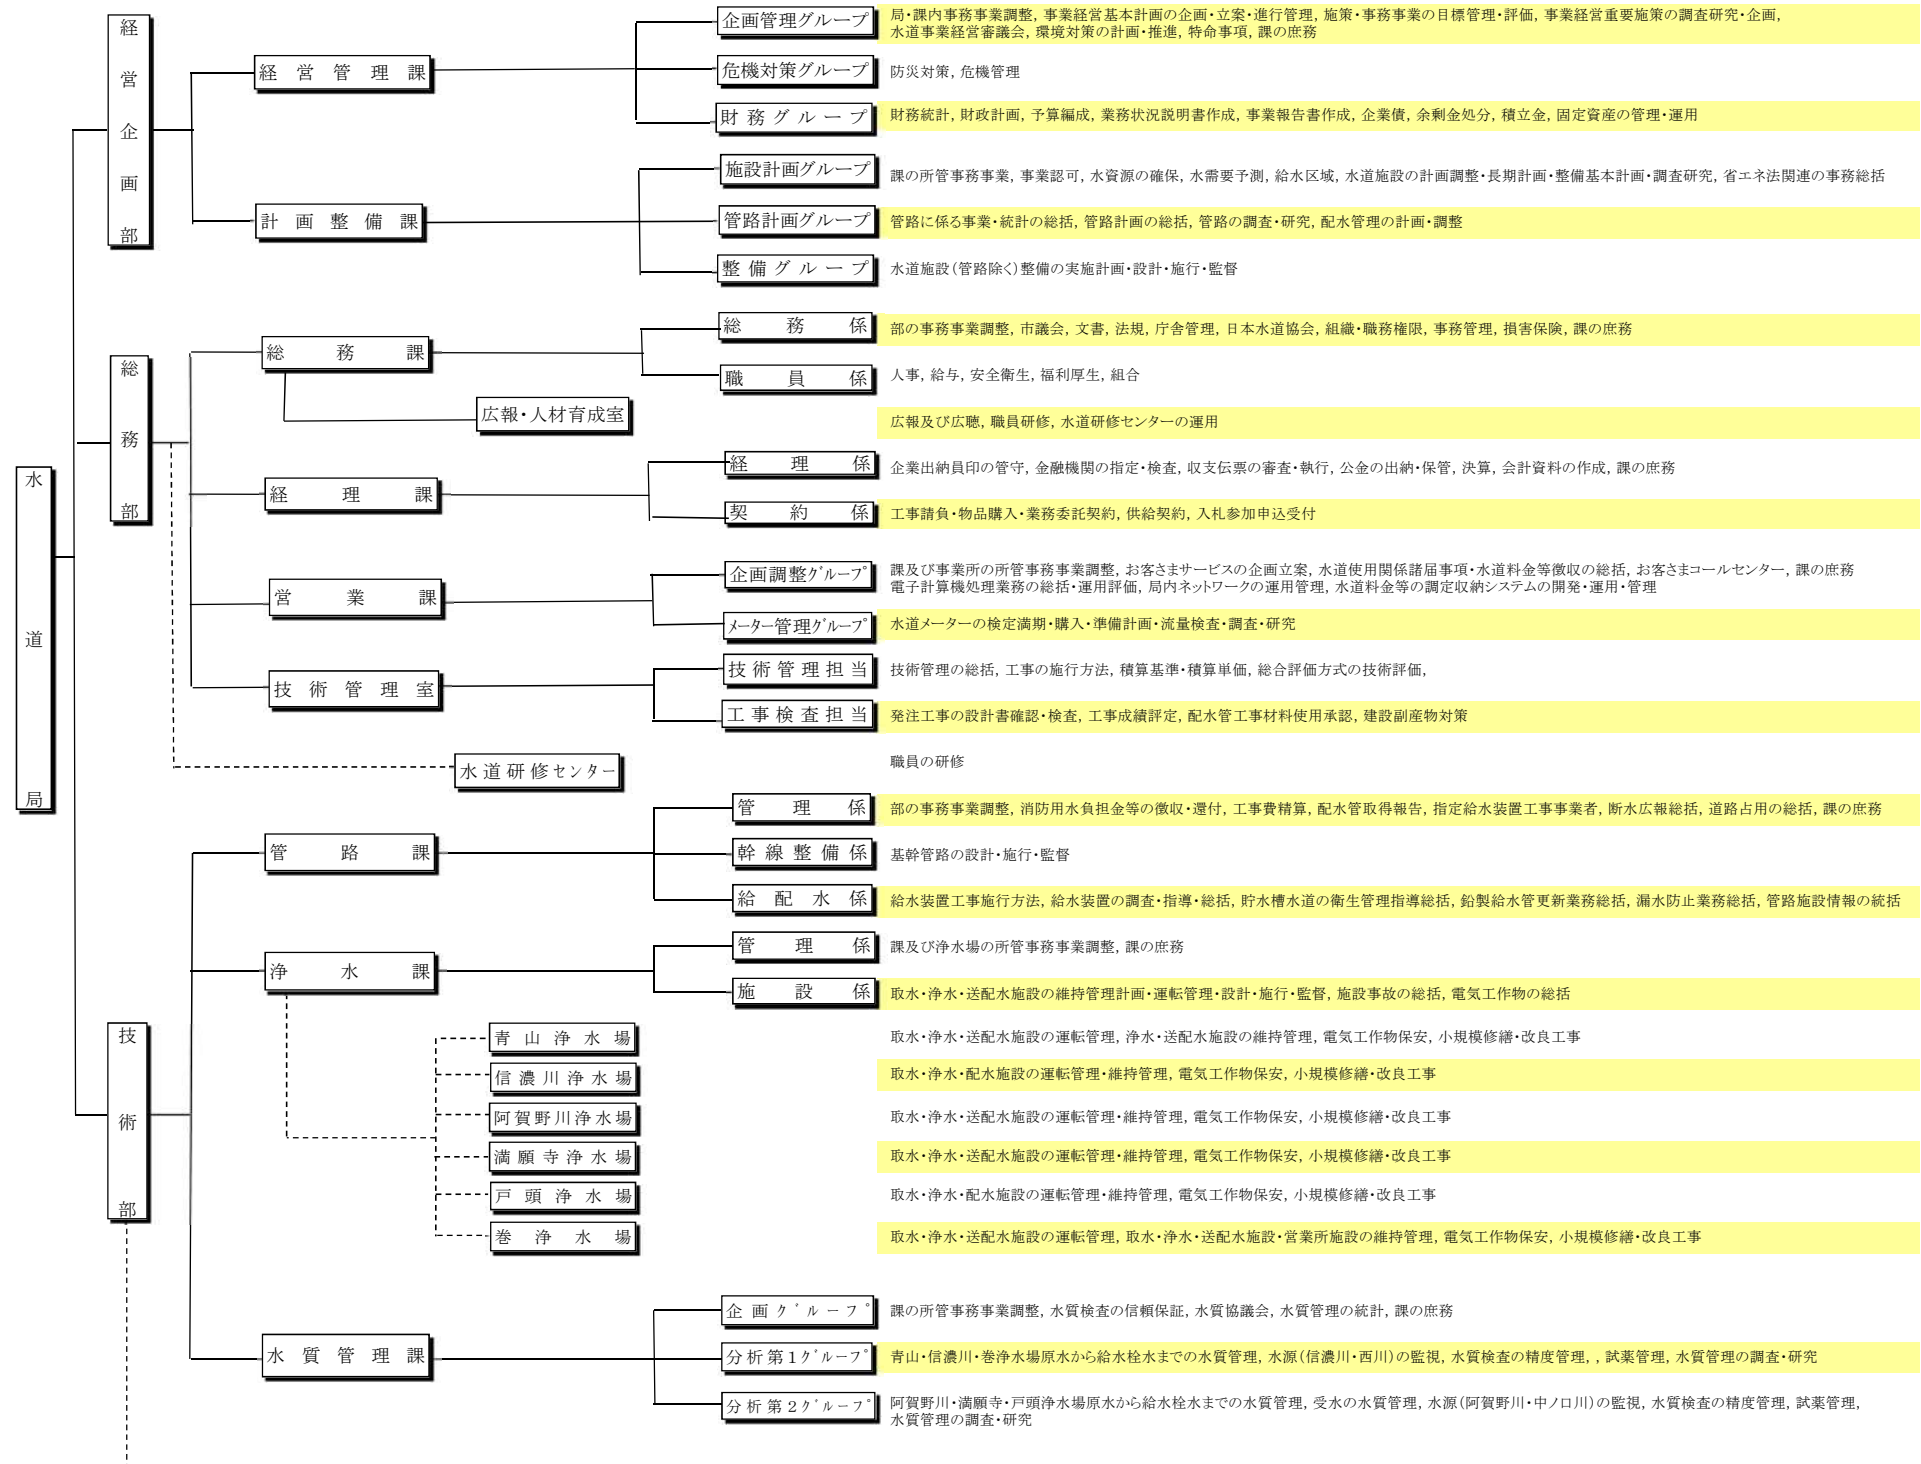 水道局
経営企画部
経営管理課
企画管理グループ
局・課内事務事業調整, 事業経営基本計画の企画・立案・進行管理, 施策・事務事業の目標管理・評価, 事業経営重要施策の調査研究・企画,
水道事業経営審議会, 環境対策の計画・推進, 特命事項, 課の庶務
危機対策グループ
防災対策, 危機管理
財務グループ
財務統計, 財政計画, 予算編成, 業務状況説明書作成, 事業報告書作成, 企業債, 余剰金処分, 積立金, 固定資産の管理・運用
計画整備課
施設計画グループ
課の所管事務事業, 事業認可, 水資源の確保, 水需要予測, 給水区域, 水道施設の計画調整・長期計画・整備基本計画・調査研究, 省エネ法関連の事務総括
管路計画グループ
管路に係る事業・統計の総括, 管路計画の総括, 管路の調査・研究, 配水管理の計画・調整
整備グループ
水道施設(管路除く)整備の実施計画・設計・施行・監督
総務部
総務課
総務係
部の事務事業調整, 市議会, 文書, 法規, 庁舎管理, 日本水道協会, 組織・職務権限, 事務管理, 損害保険, 課の庶務
職員係
人事, 給与, 安全衛生, 福利厚生, 組合
広報・人材育成室
広報及び広聴, 職員研修, 水道研修センターの運用
経理課
経理係
企業出納員印の管守, 金融機関の指定・検査, 収支伝票の審査・執行, 公金の出納・保管, 決算, 会計資料の作成, 課の庶務
契約係
工事請負・物品購入・業務委託契約, 供給契約, 入札参加申込受付
営業課
企画調整グループ
課及び事業所の所管事務事業調整, お客さまサービスの企画立案, 水道使用関係諸届事項・水道料金等徴収の総括, お客さまコールセンター, 課の庶務
電子計算機処理業務の総括・運用評価, 局内ネットワークの運用管理, 水道料金等の調定収納システムの開発・運用・管理
メーター管理グループ
水道メーターの検定満期・購入・準備計画・流量検査・調査・研究
技術管理室
技術管理担当
技術管理の総括, 工事の施行方法, 積算基準・積算単価, 総合評価方式の技術評価,
工事検査担当
発注工事の設計書確認・検査, 工事成績評定, 配水管工事材料使用承認, 建設副産物対策
水道研修センター
職員の研修
技術部
管路課
管理係
部の事務事業調整, 消防用水負担金等の徴収・還付, 工事費精算, 配水管取得報告, 指定給水装置工事事業者, 断水広報総括, 道路占用の総括, 課の庶務
幹線整備係
基幹管路の設計・施行・監督
給配水係
給水装置工事施行方法, 給水装置の調査・指導・総括, 貯水槽水道の衛生管理指導総括, 鉛製給水管更新業務総括, 漏水防止業務総括, 管路施設情報の統括
浄水課
管理係
課及び浄水場の所管事務事業調整, 課の庶務
施設係
取水・浄水・送配水施設の維持管理計画・運転管理・設計・施行・監督, 施設事故の総括, 電気工作物の総括
青山浄水場
取水・浄水・送配水施設の運転管理, 浄水・送配水施設の維持管理, 電気工作物保安, 小規模修繕・改良工事
信濃川浄水場
取水・浄水・配水施設の運転管理・維持管理, 電気工作物保安, 小規模修繕・改良工事
阿賀野川浄水場
取水・浄水・送配水施設の運転管理・維持管理, 電気工作物保安, 小規模修繕・改良工事
満願寺浄水場
取水・浄水・送配水施設の運転管理・維持管理, 電気工作物保安, 小規模修繕・改良工事
戸頭浄水場
取水・浄水・配水施設の運転管理・維持管理, 電気工作物保安, 小規模修繕・改良工事
巻浄水場
取水・浄水・送配水施設の運転管理, 取水・浄水・送配水施設・営業所施設の維持管理, 電気工作物保安, 小規模修繕・改良工事
水質管理課
企画グループ
課の所管事務事業調整, 水質検査の信頼保証, 水質協議会, 水質管理の統計, 課の庶務
分析第1グループ
青山・信濃川・巻浄水場原水から給水栓水までの水質管理, 水源(信濃川・西川)の監視, 水質検査の精度管理, , 試薬管理, 水質管理の調査・研究
分析第2グループ
阿賀野川・満願寺・戸頭浄水場原水から給水栓水までの水質管理, 受水の水質管理, 水源(阿賀野川・中ノ口川)の監視, 水質検査の精度管理, 試薬管理,
水質管理の調査・研究